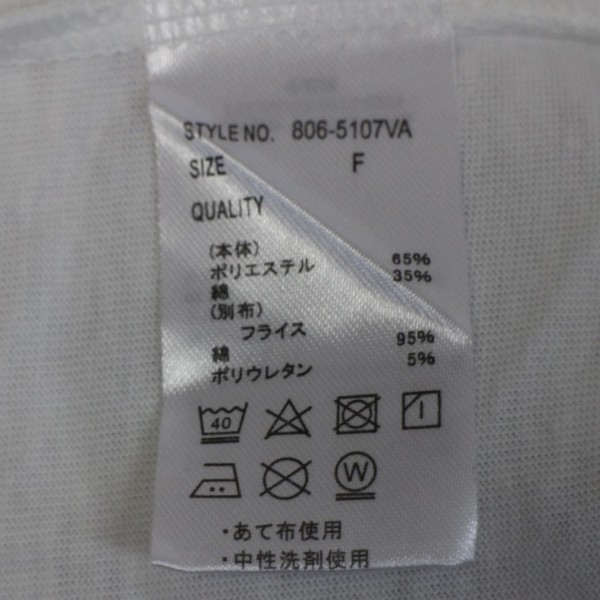 STYLE NO. 806-5107VA
SIZE F
QUALITY
(本体)
ポリエステル 65%
綿 35%
(別布)
フライス
綿 95%
ポリウレタン 5%
40
W
・あて布使用
・中性洗剤使用